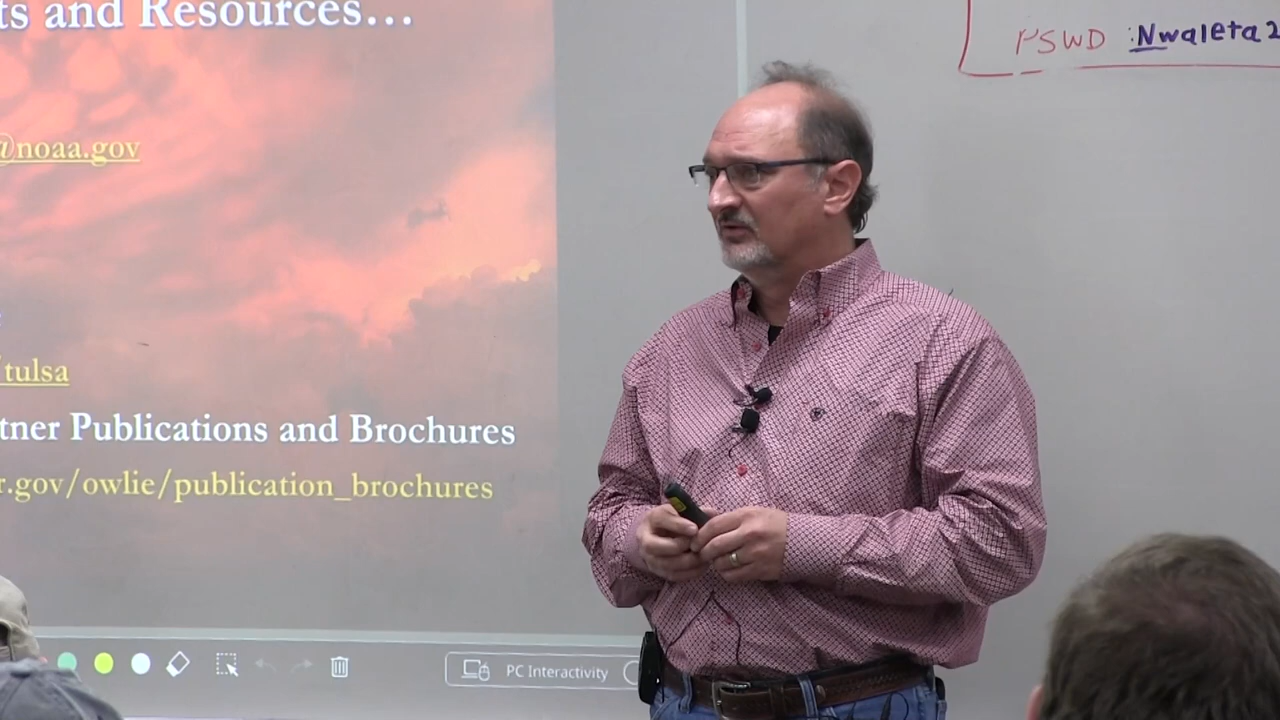 ts and Resources...
@noaa.gov
/tulsa
tner Publications and Brochures
r.gov/owlie/publication_brochures
PSWD :Nwaleta2
PC Interactivity